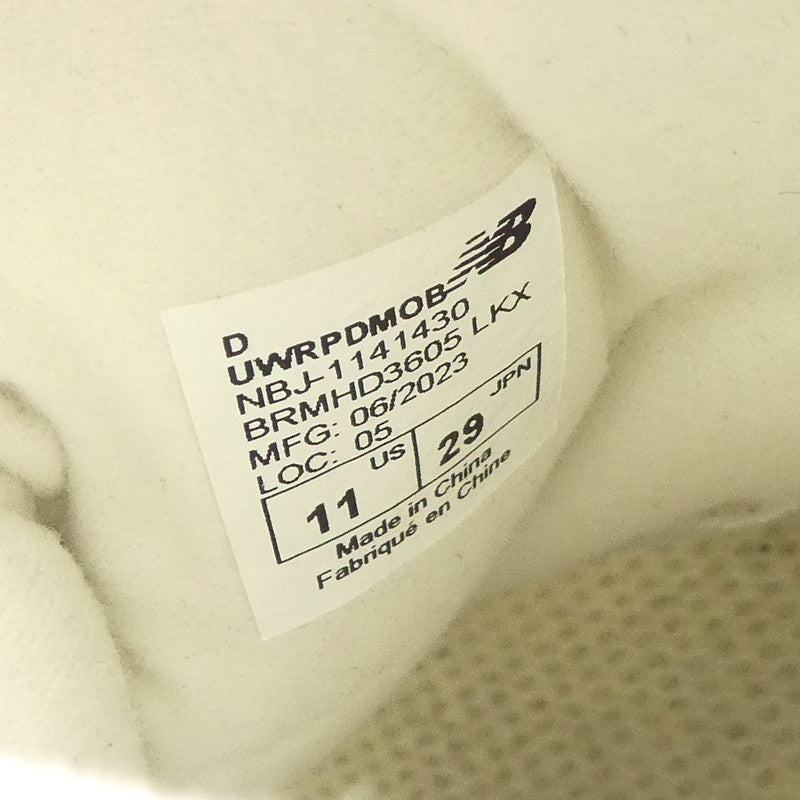 D
UWRPDMOB
NBJ-1141430
BRMHD3605 LKX
MFG: 06/2023
LOC: 05
11 US 29 JPN
Made in China
Fabriqué en Chine